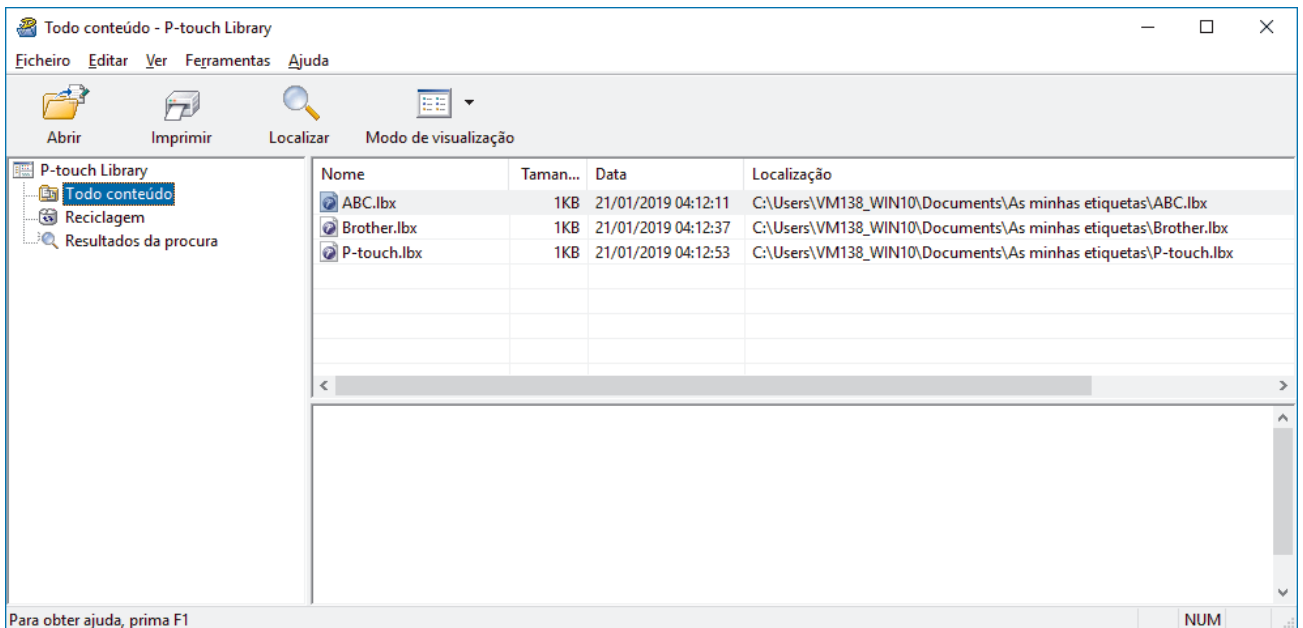 Todo conteúdo - P-touch Library
Ficheiro Editar Ver Ferramentas Ajuda
Abrir Imprimir Localizar Modo de visualização
P-touch Library
Todo conteúdo
Reciclagem
Resultados da procura
Nome Taman... Data Localização
ABC.lbx 1KB 21/01/2019 04:12:11 C:\Users\VM138_WIN10\Documents\As minhas etiquetas\ABC.lbx
Brother.lbx 1KB 21/01/2019 04:12:37 C:\Users\VM138_WIN10\Documents\As minhas etiquetas\Brother.lbx
P-touch.lbx 1KB 21/01/2019 04:12:53 C:\Users\VM138_WIN10\Documents\As minhas etiquetas\P-touch.lbx
Para obter ajuda, prima F1 NUM